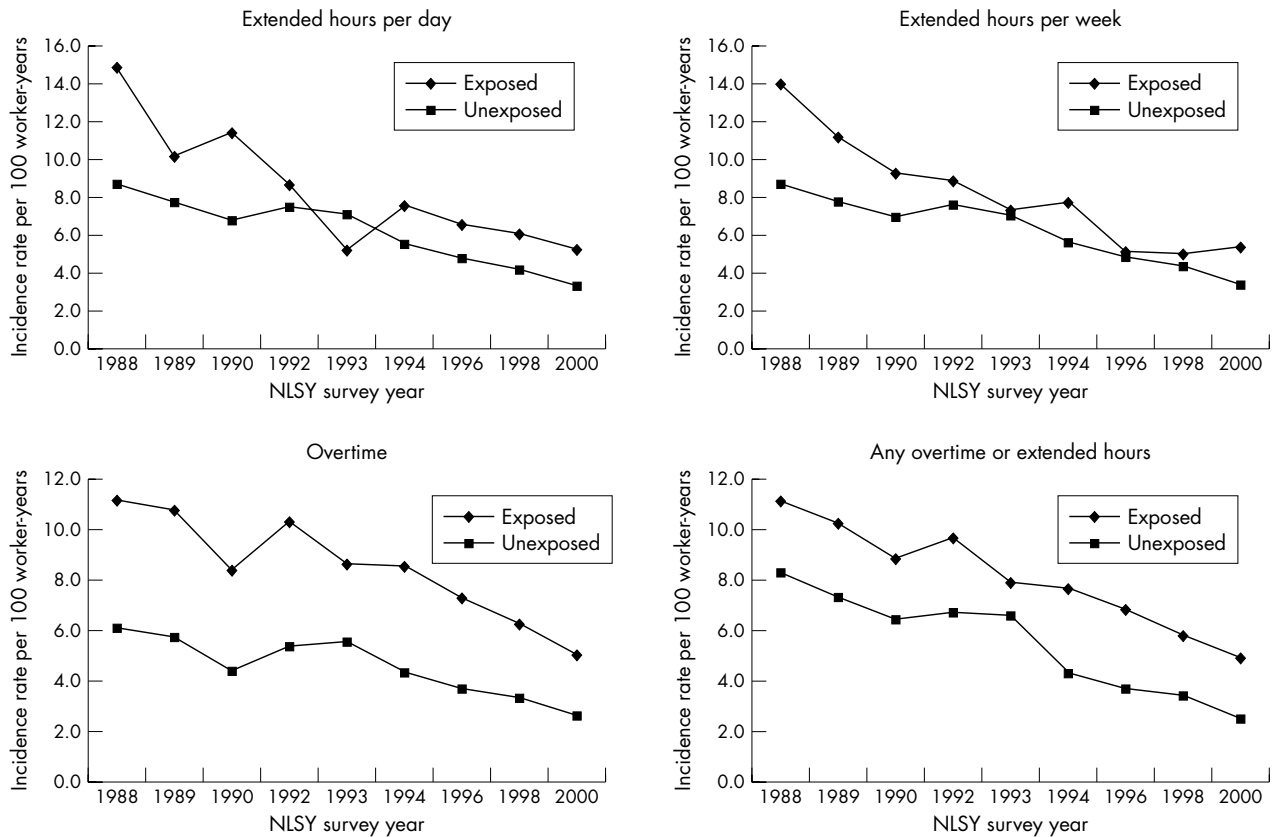 Extended hours per day
Incidence rate per 100 worker-years
16.0
14.0
12.0
10.0
8.0
6.0
4.0
2.0
0.0
Exposed
Unexposed
1988 1989 1990 1992 1993 1994 1996 1998 2000
NLSY survey year
Extended hours per week
Incidence rate per 100 worker-years
16.0
14.0
12.0
10.0
8.0
6.0
4.0
2.0
0.0
Exposed
Unexposed
1988 1989 1990 1992 1993 1994 1996 1998 2000
NLSY survey year
Overtime
Incidence rate per 100 worker-years
12.0
10.0
8.0
6.0
4.0
2.0
0.0
Exposed
Unexposed
1988 1989 1990 1992 1993 1994 1996 1998 2000
NLSY survey year
Any overtime or extended hours
Incidence rate per 100 worker-years
12.0
10.0
8.0
6.0
4.0
2.0
0.0
Exposed
Unexposed
1988 1989 1990 1992 1993 1994 1996 1998 2000
NLSY survey year